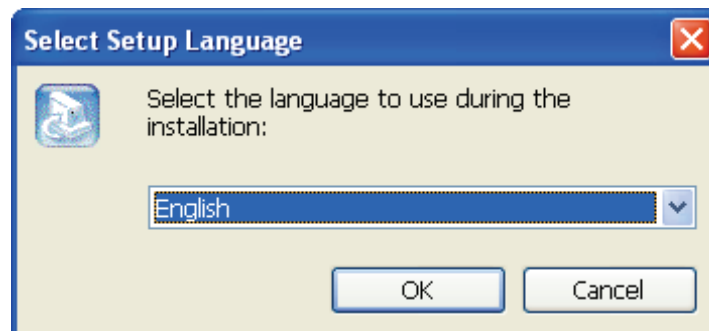 Select Setup Language
Select the language to use during the
installation:
English
OK
Cancel